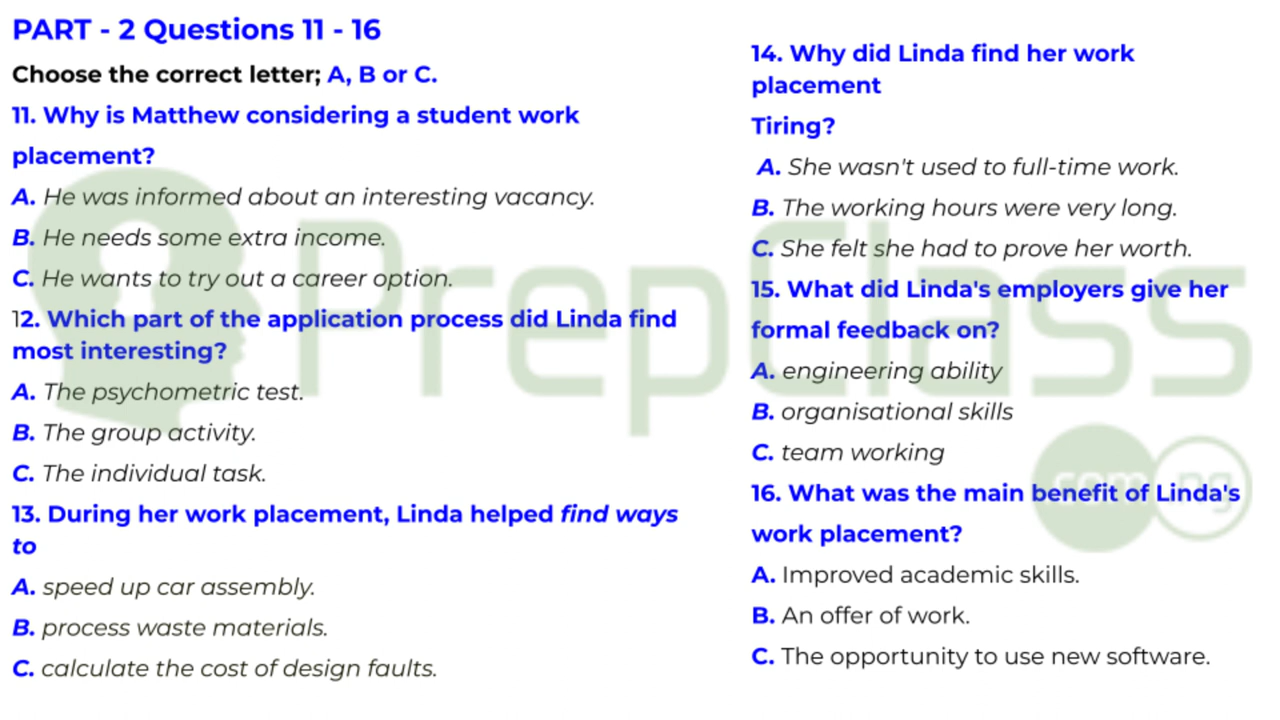 PART - 2 Questions 11 - 16
Choose the correct letter; A, B or C.
11. Why is Matthew considering a student work
placement?
A. He was informed about an interesting vacancy.
B. He needs some extra income.
C. He wants to try out a career option.
12. Which part of the application process did Linda find
most interesting?
A. The psychometric test.
B. The group activity.
C. The individual task.
13. During her work placement, Linda helped find ways
to
A. speed up car assembly.
B. process waste materials.
C. calculate the cost of design faults.
14. Why did Linda find her work
placement
Tiring?
A. She wasn't used to full-time work.
B. The working hours were very long.
C. She felt she had to prove her worth.
15. What did Linda's employers give her
formal feedback on?
A. engineering ability
B. organisational skills
C. team working
16. What was the main benefit of Linda's
work placement?
A. Improved academic skills.
B. An offer of work.
C. The opportunity to use new software.
PrepClass
.com .ng